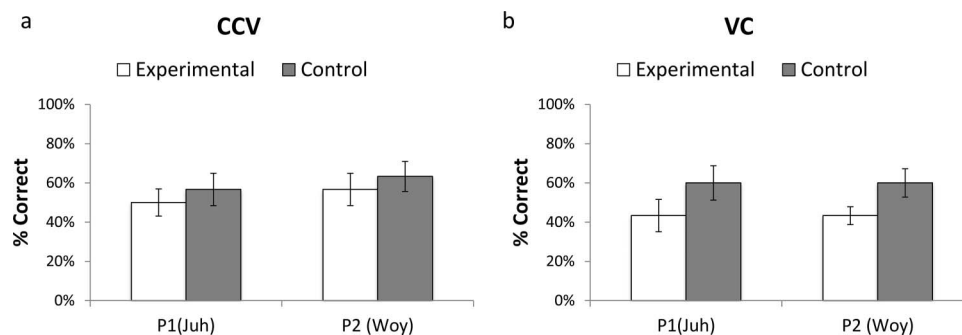 a
CCV
Experimental Control
% Correct
100%
80%
60%
40%
20%
0%
P1(Juh) P2 (Woy)
b
VC
Experimental Control
% Correct
100%
80%
60%
40%
20%
0%
P1(Juh) P2 (Woy)